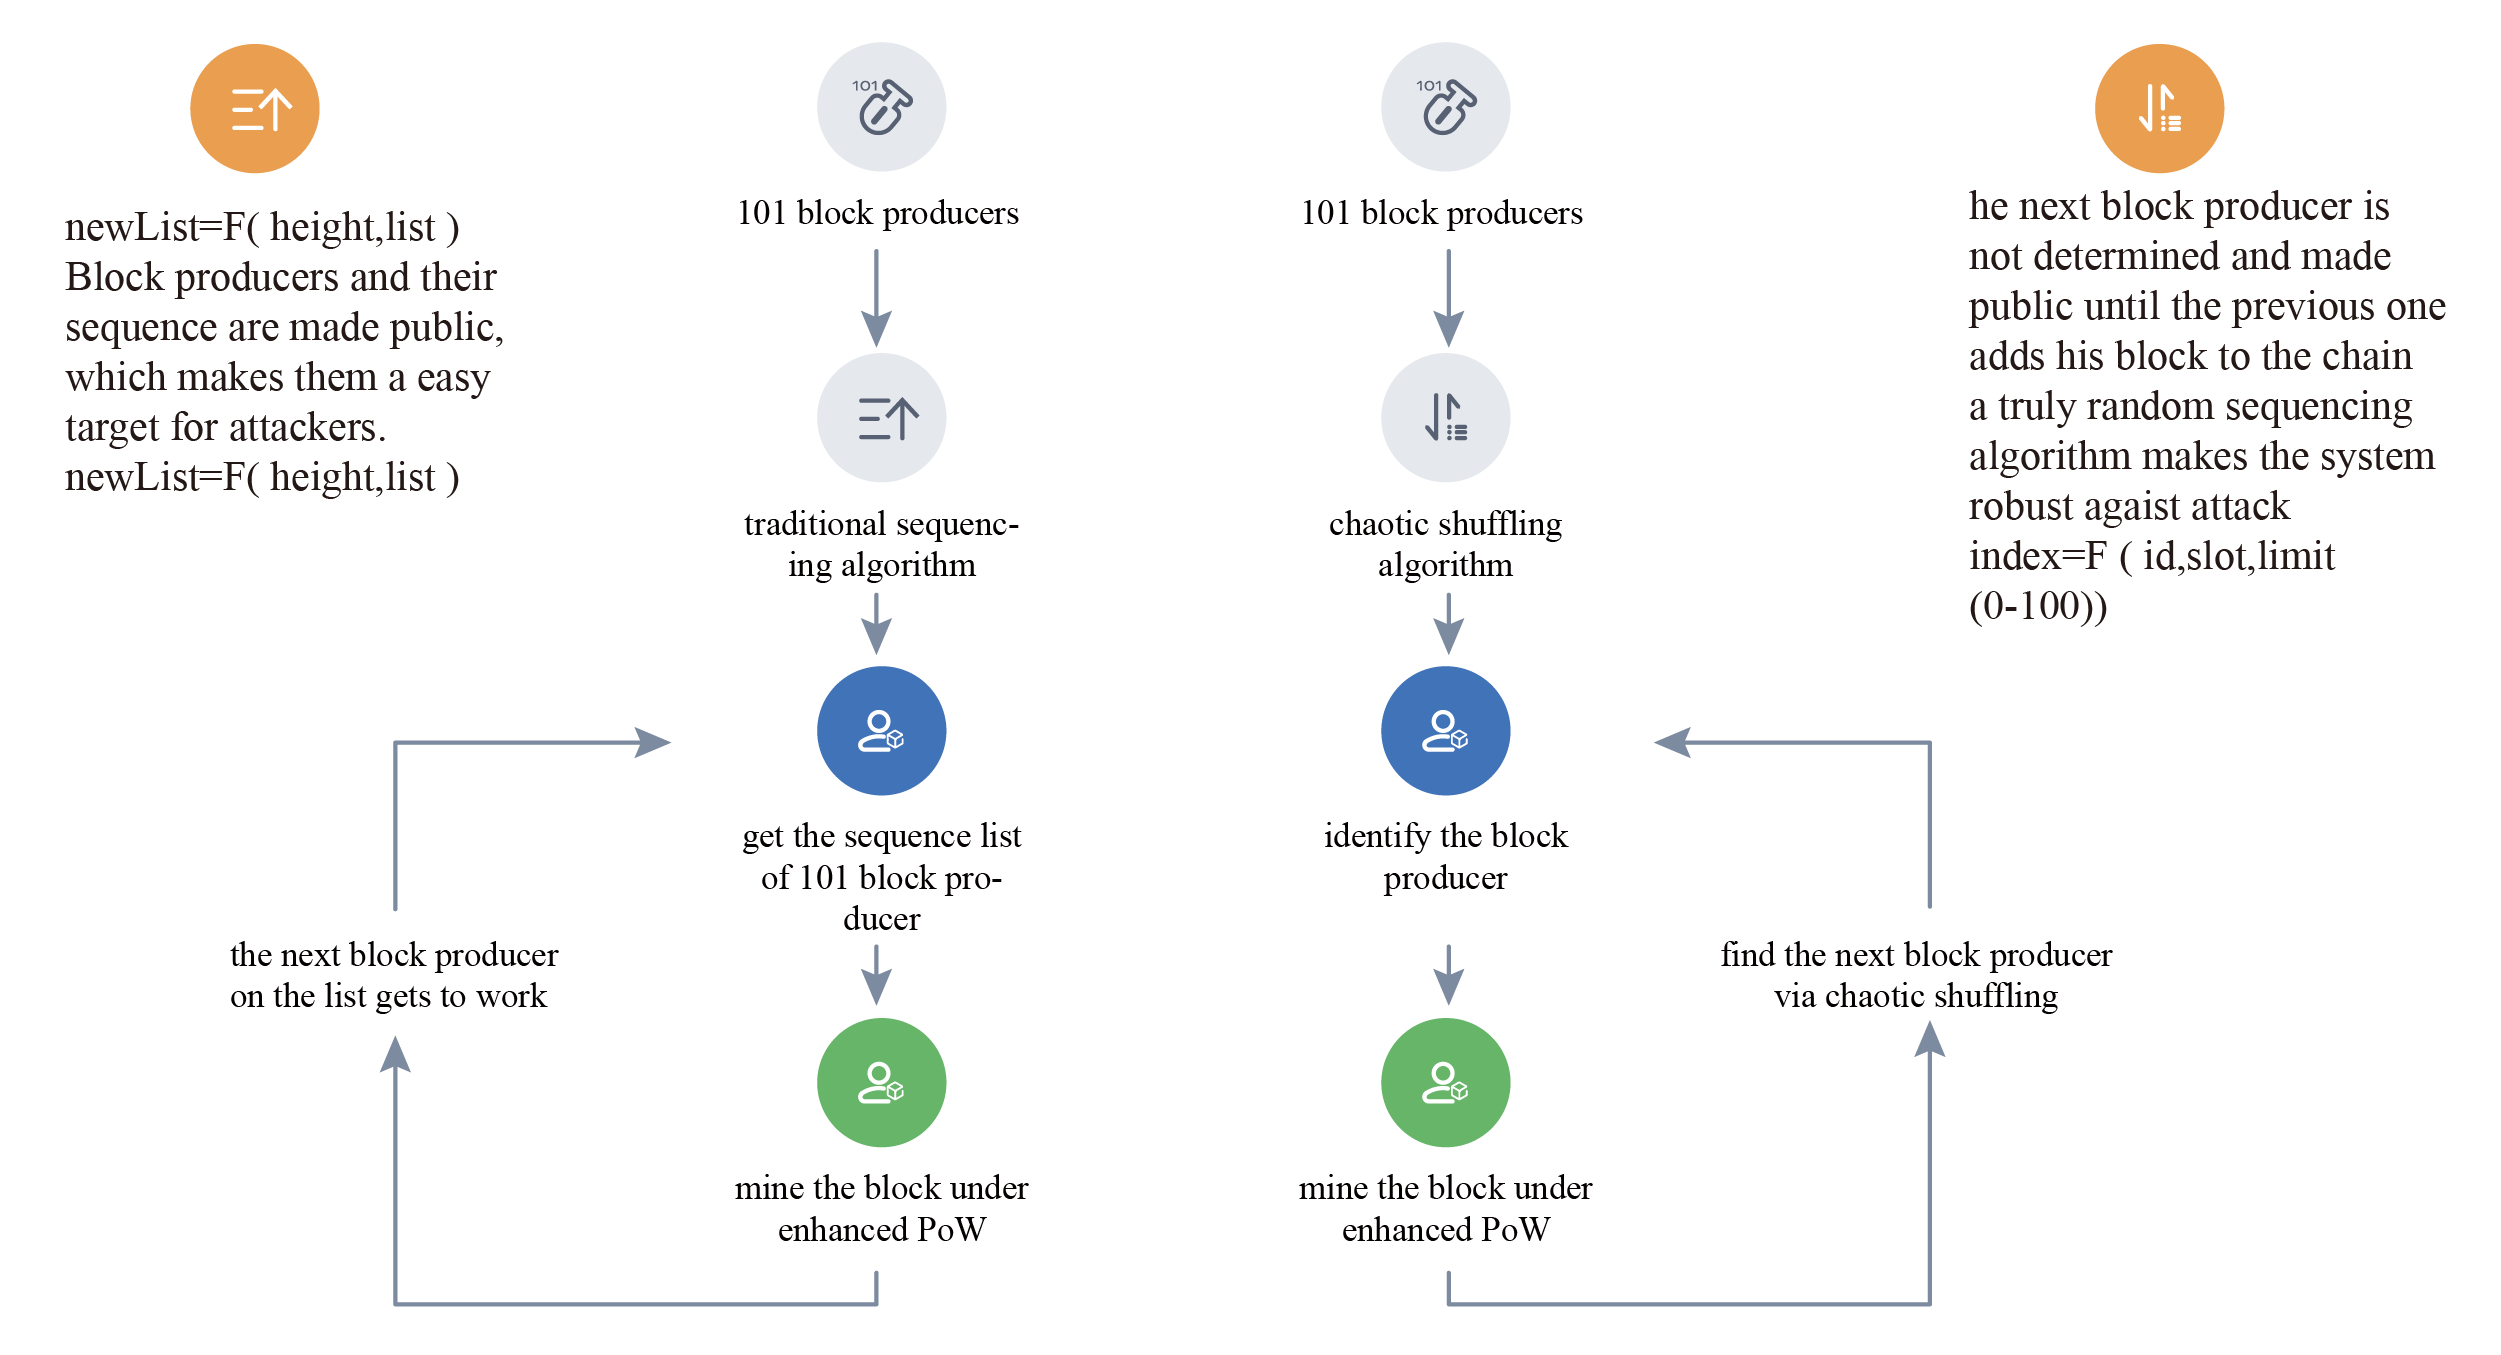 newList=F( height,list )
Block producers and their
sequence are made public,
which makes them a easy
target for attackers.
newList=F( height,list )
101
101 block producers
traditional sequenc-
ing algorithm
get the sequence list
of 101 block pro-
ducer
the next block producer
on the list gets to work
mine the block under
enhanced PoW
101
101 block producers
chaotic shuffling
algorithm
identify the block
producer
mine the block under
enhanced PoW
find the next block producer
via chaotic shuffling
he next block producer is
not determined and made
public until the previous one
adds his block to the chain
a truly random sequencing
algorithm makes the system
robust agaist attack
index=F ( id,slot,limit
(0-100))